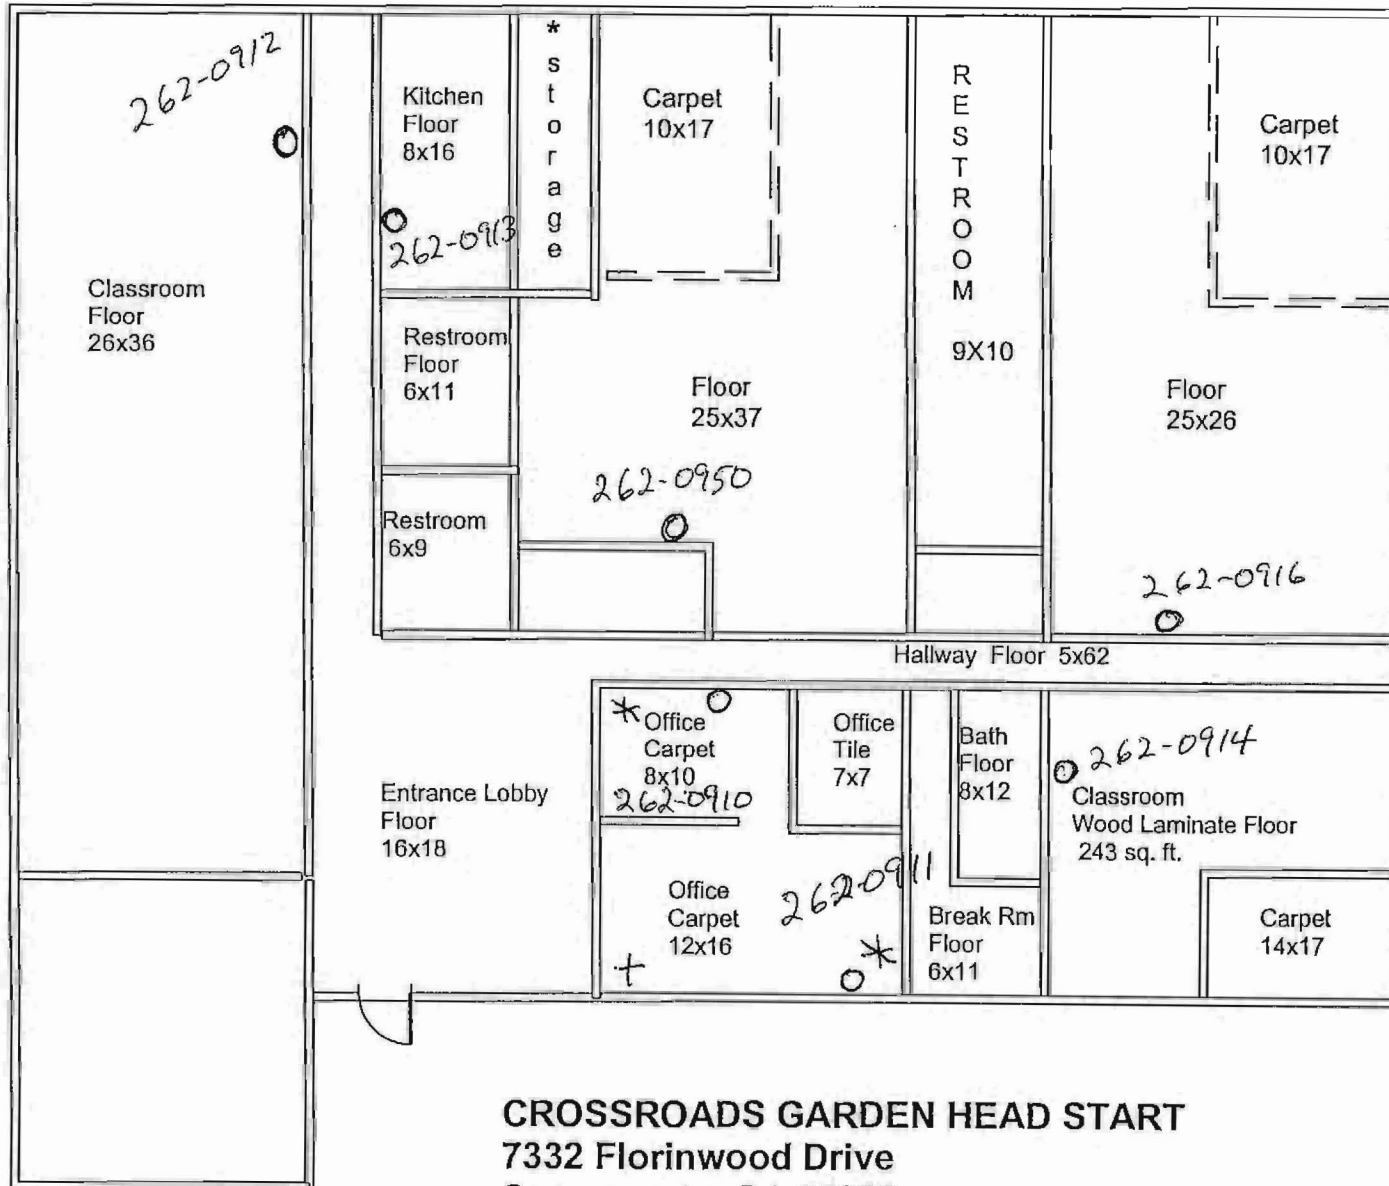 262-0912
Kitchen
Floor
8x16
262-0913
* storage
Carpet
10x17
RESTROOM
9X10
Carpet
10x17
Classroom
Floor
26x36
Restroom
Floor
6x11
Floor
25x37
Floor
25x26
262-0950
Restroom
6x9
262-0916
Hallway Floor 5x62
* Office
Carpet
8x10
262-0910
Office
Tile
7x7
Bath
Floor
8x12
262-0914
Classroom
Wood Laminate Floor
243 sq. ft.
Entrance Lobby
Floor
16x18
Office
Carpet
12x16
262-0911
*
+
Break Rm
Floor
6x11
Carpet
14x17
CROSSROADS GARDEN HEAD START
7332 Florinwood Drive